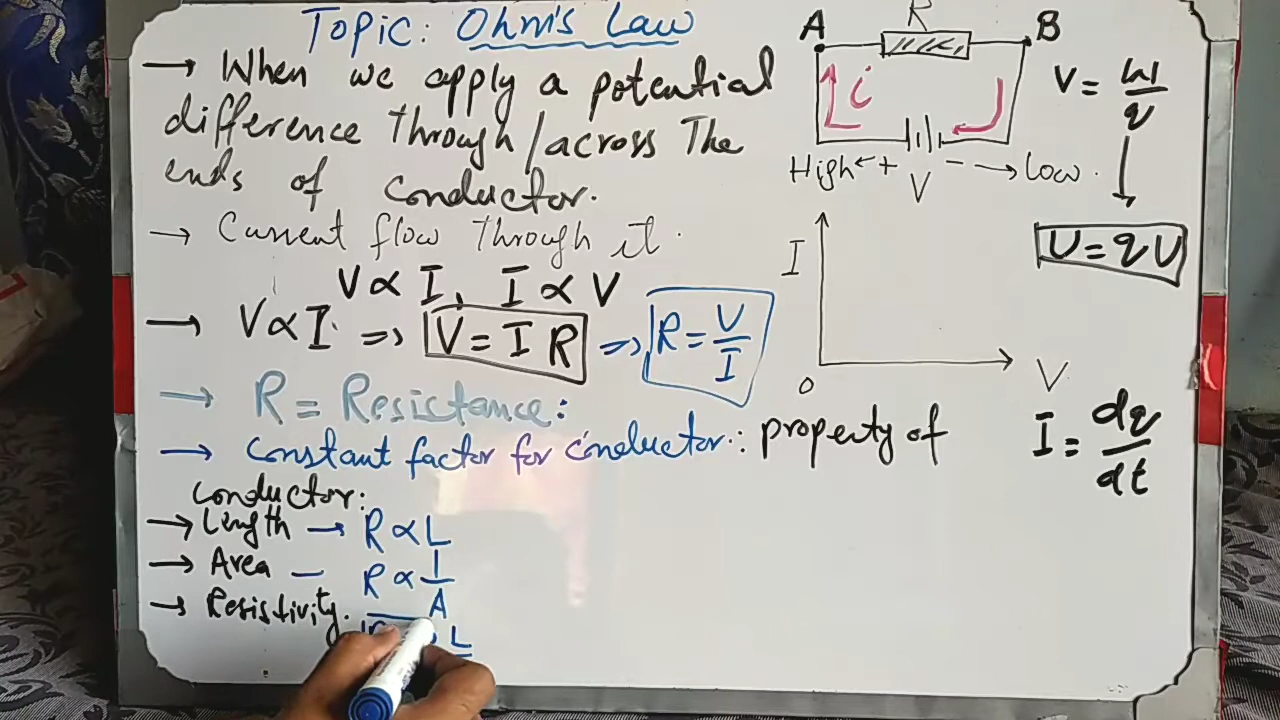 Topic: Ohm's Law
→ When we apply a potential
difference through/across The
ends of conductor.
→ Current flow through it.
V ∝ I, I ∝ V
→ V ∝ I. ⇒ V = I R ⇒ R = V/I
→ R = Resistance:
→ Constant factor for conductor.: property of
conductor:
→ Length → R ∝ L
→ Area — R ∝ 1/A
→ Resistivity.
L
A R B
i
High ← + - → Low.
V
V = W/q
↓
U = qV
I
O V
I = dq/dt